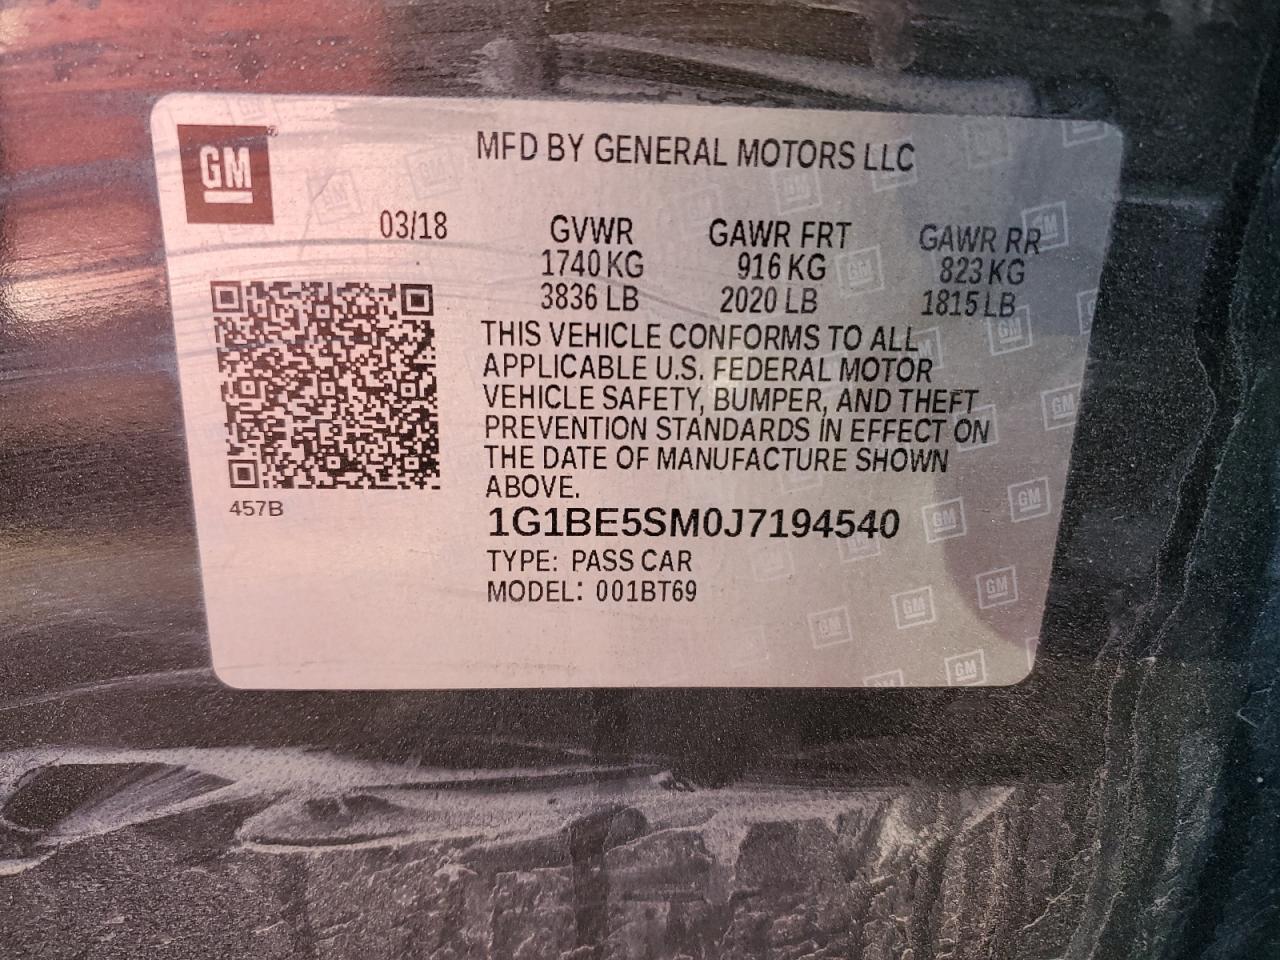 GM
MFD BY GENERAL MOTORS LLC
03/18 GVWR GAWR FRT GAWR RR
1740 KG 916 KG 823 KG
3836 LB 2020 LB 1815 LB
THIS VEHICLE CONFORMS TO ALL
APPLICABLE U.S. FEDERAL MOTOR
VEHICLE SAFETY, BUMPER, AND THEFT
PREVENTION STANDARDS IN EFFECT ON
THE DATE OF MANUFACTURE SHOWN
ABOVE.
457B
1G1BE5SM0J7194540
TYPE: PASS CAR
MODEL: 001BT69